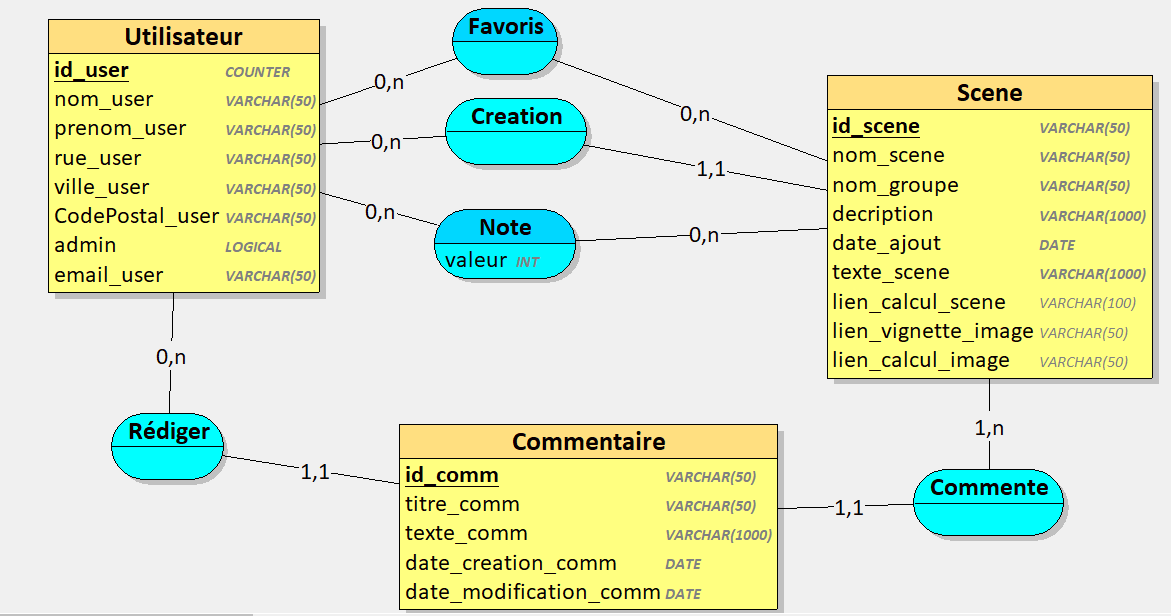 Utilisateur
id_user COUNTER
nom_user VARCHAR(50)
prenom_user VARCHAR(50)
rue_user VARCHAR(50)
ville_user VARCHAR(50)
CodePostal_user VARCHAR(50)
admin LOGICAL
email_user VARCHAR(50)
Favoris
0,n
0,n
Creation
0,n
1,1
Note
valeur INT
0,n
0,n
Scene
id_scene VARCHAR(50)
nom_scene VARCHAR(50)
nom_groupe VARCHAR(50)
decription VARCHAR(1000)
date_ajout DATE
texte_scene VARCHAR(1000)
lien_calcul_scene VARCHAR(100)
lien_vignette_image VARCHAR(50)
lien_calcul_image VARCHAR(50)
0,n
Rédiger
1,1
Commentaire
id_comm VARCHAR(50)
titre_comm VARCHAR(50)
texte_comm VARCHAR(1000)
date_creation_comm DATE
date_modification_comm DATE
1,n
Commente
1,1